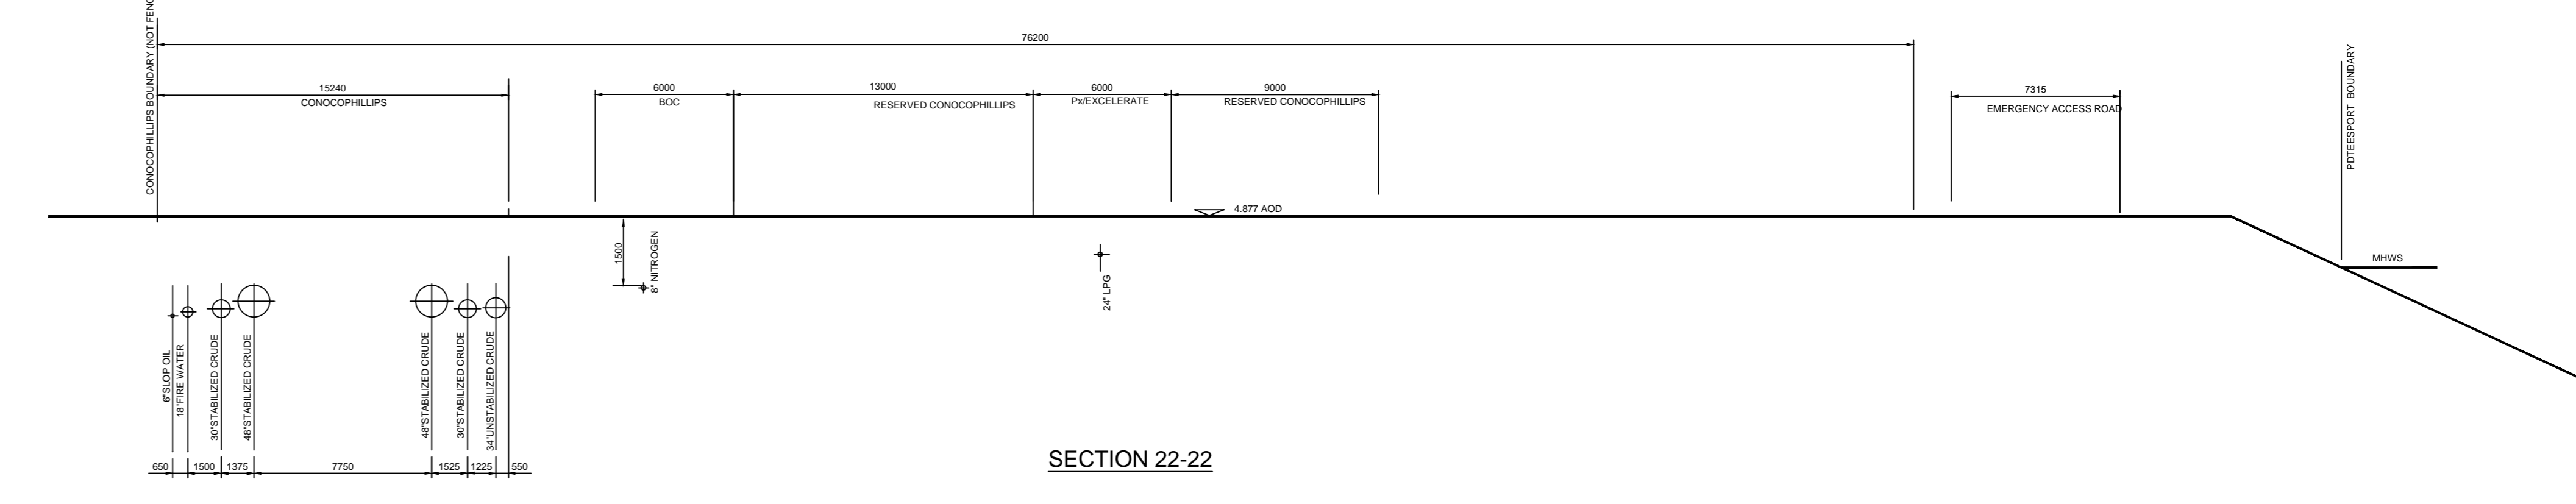 CONOCOPHILLIPS BOUNDARY (NOT FENC
76200
15240
CONOCOPHILLIPS
6000
BOC
13000
RESERVED CONOCOPHILLIPS
6000
Px/EXCELERATE
9000
RESERVED CONOCOPHILLIPS
7315
EMERGENCY ACCESS ROAD
PDTEESPORT BOUNDARY
4.877 AOD
1500
8" NITROGEN
24" LPG
MHWS
6"SLOP OIL
18"FIRE WATER
30"STABILIZED CRUDE
48"STABILIZED CRUDE
48"STABILIZED CRUDE
30"STABILIZED CRUDE
34"UNSTABILIZED CRUDE
650
1500
1375
7750
1525
1225
550
SECTION 22-22